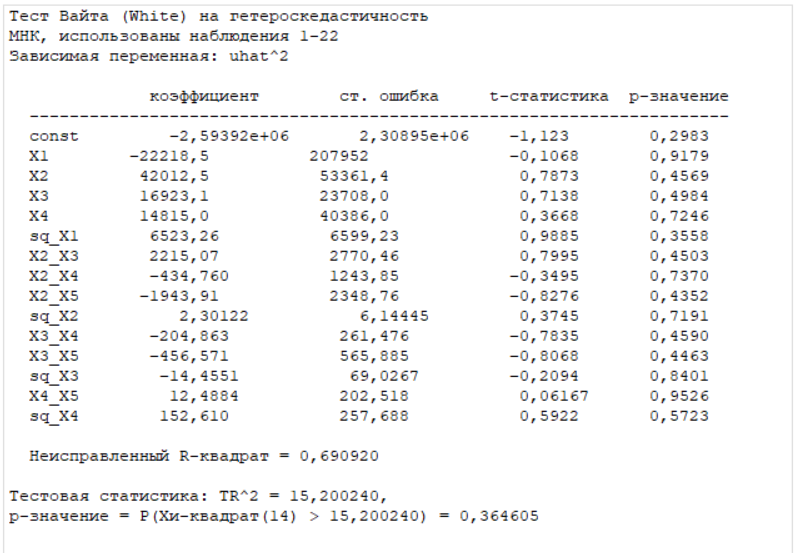 Тест Вайта (White) на гетероскедастичность
МНК, использованы наблюдения 1-22
Зависимая переменная: uhat^2
коэффициент ст. ошибка t-статистика p-значение
-----------------------------------------------------------------------
const -2,59392e+06 2,30895e+06 -1,123 0,2983
X1 -22218,5 207952 -0,1068 0,9179
X2 42012,5 53361,4 0,7873 0,4569
X3 16923,1 23708,0 0,7138 0,4984
X4 14815,0 40386,0 0,3668 0,7246
sq_X1 6523,26 6599,23 0,9885 0,3558
X2_X3 2215,07 2770,46 0,7995 0,4503
X2_X4 -434,760 1243,85 -0,3495 0,7370
X2_X5 -1943,91 2348,76 -0,8276 0,4352
sq_X2 2,30122 6,14445 0,3745 0,7191
X3_X4 -204,863 261,476 -0,7835 0,4590
X3_X5 -456,571 565,885 -0,8068 0,4463
sq_X3 -14,4551 69,0267 -0,2094 0,8401
X4_X5 12,4884 202,518 0,06167 0,9526
sq_X4 152,610 257,688 0,5922 0,5723
Неисправленный R-квадрат = 0,690920
Тестовая статистика: TR^2 = 15,200240,
p-значение = P(Хи-квадрат(14) > 15,200240) = 0,364605